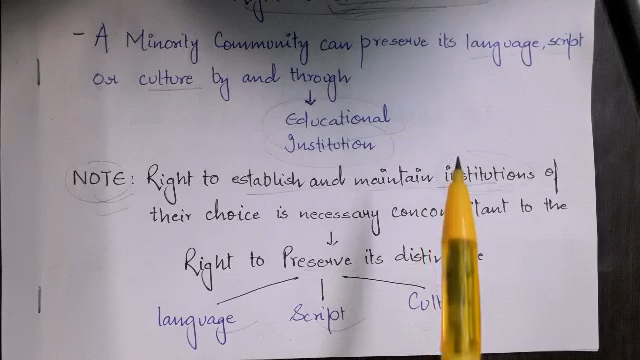 - A Minority Community can preserve its language, script
or culture by and through
↓
Educational
Institution
NOTE: Right to establish and maintain institutions of
their choice is necessary concomitant to the
↓
Right to Preserve its
language Script